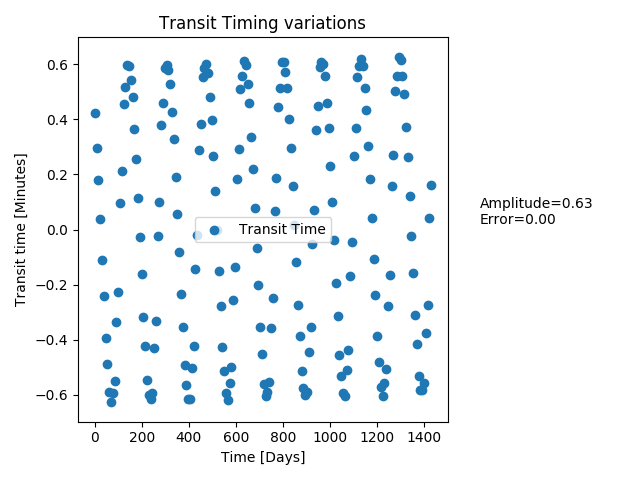 Transit Timing variations
Transit time [Minutes]
0.6
0.4
0.2
0.0
−0.2
−0.4
−0.6
Transit Time
Amplitude=0.63
Error=0.00
0 200 400 600 800 1000 1200 1400
Time [Days]